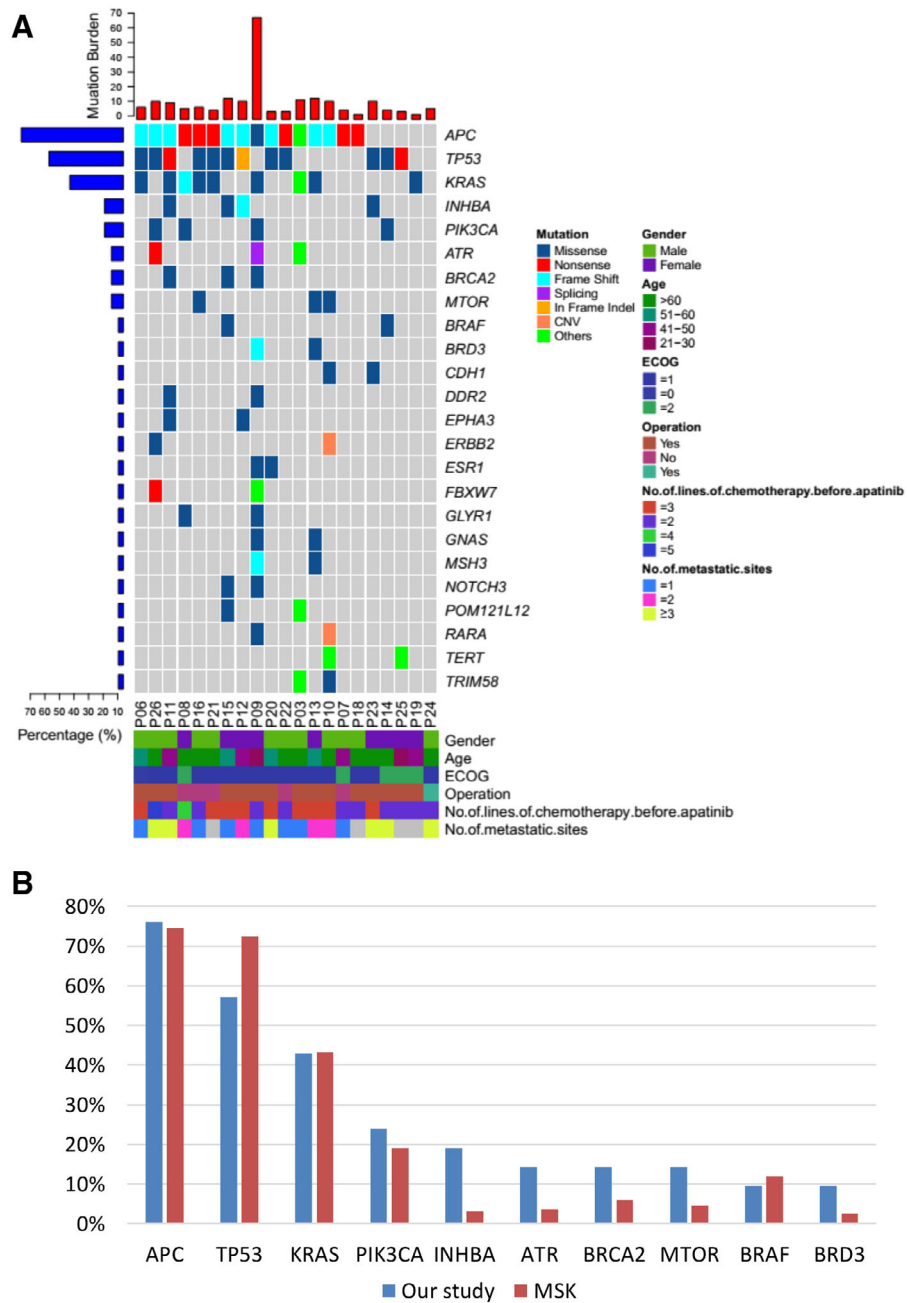 A
Muation Burden
70
60
50
40
30
20
10
0
APC
TP53
KRAS
INHBA
PIK3CA
ATR
BRCA2
MTOR
BRAF
BRD3
CDH1
DDR2
EPHA3
ERBB2
ESR1
FBXW7
GLYR1
GNAS
MSH3
NOTCH3
POM121L12
RARA
TERT
TRIM58
Mutation
Missense
Nonsense
Frame Shift
Splicing
In Frame Indel
CNV
Others
Gender
Male
Female
Age
>60
51−60
41−50
21−30
ECOG
=1
=0
=2
Operation
Yes
No
Yes
No.of.lines.of.chemotherapy.before.apatinib
=3
=2
=4
=5
No.of.metastatic.sites
=1
=2
≥3
70 60 50 40 30 20 10
Percentage (%)
P06 P26 P11 P08 P16 P21 P15 P12 P09 P20 P22 P03 P13 P10 P07 P18 P23 P14 P25 P19 P24
Gender
Age
ECOG
Operation
No.of.lines.of.chemotherapy.before.apatinib
No.of.metastatic.sites
B
80%
70%
60%
50%
40%
30%
20%
10%
0%
APC TP53 KRAS PIK3CA INHBA ATR BRCA2 MTOR BRAF BRD3
Our study MSK